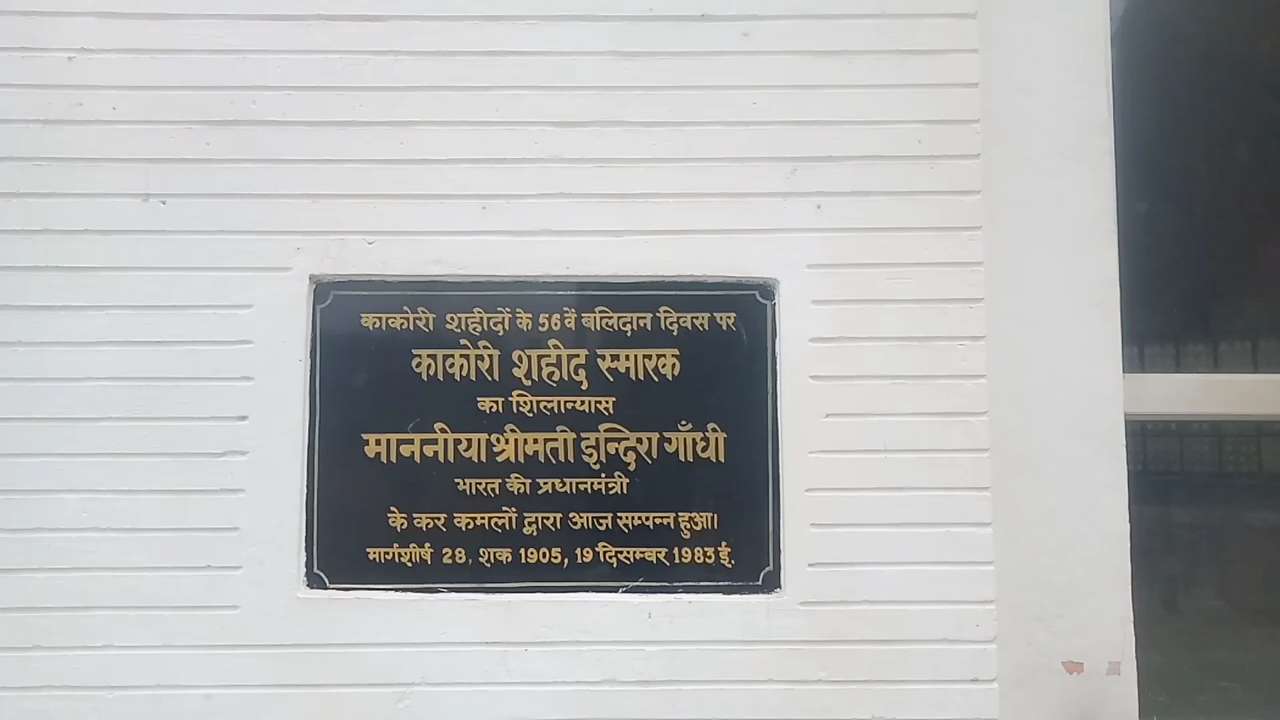 काकोरी शहीदों के 56वें बलिदान दिवस पर
काकोरी शहीद स्मारक
का शिलान्यास
माननीया श्रीमती इन्दिरा गाँधी
भारत की प्रधानमंत्री
के कर कमलों द्वारा आज सम्पन्न हुआ।
मार्गशीर्ष 28, शक 1905, 19 दिसम्बर 1983 ई.